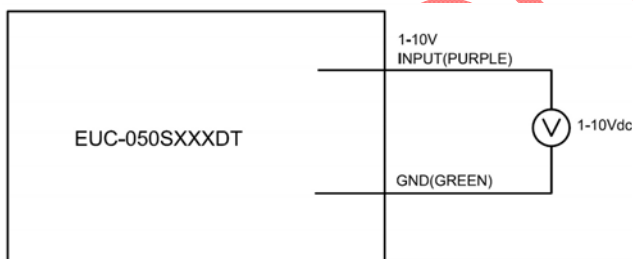 1-10V
INPUT(PURPLE)
V
1-10Vdc
EUC-050SXXXDT
GND(GREEN)